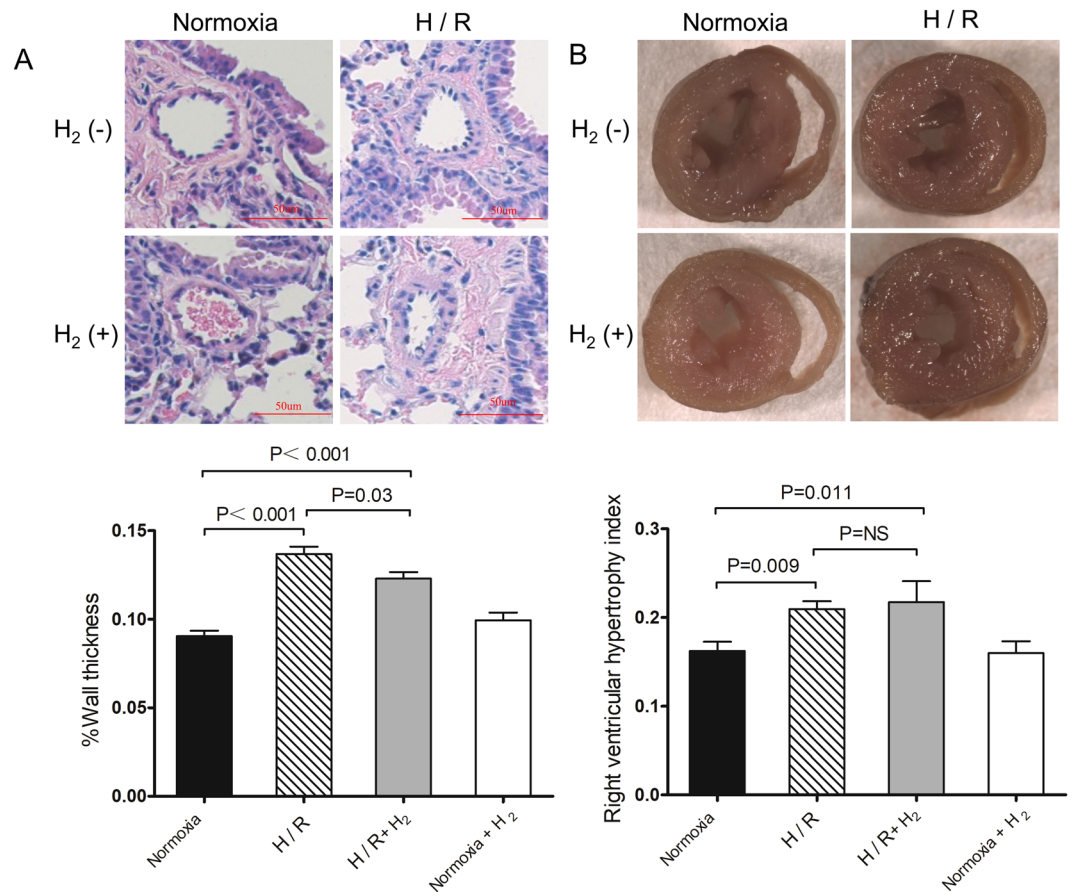 A
Normoxia
H / R
H₂ (-)
50um
50um
H₂ (+)
50um
50um
B
Normoxia
H / R
H₂ (-)
H₂ (+)
P< 0.001
P=0.03
P< 0.001
%Wall thickness
0.15
0.10
0.05
0.00
Normoxia
H / R
H / R+ H₂
Normoxia + H₂
P=0.011
P=NS
P=0.009
Right ventricular hypertrophy index
0.3
0.2
0.1
0.0
Normoxia
H / R
H / R+ H₂
Normoxia + H₂